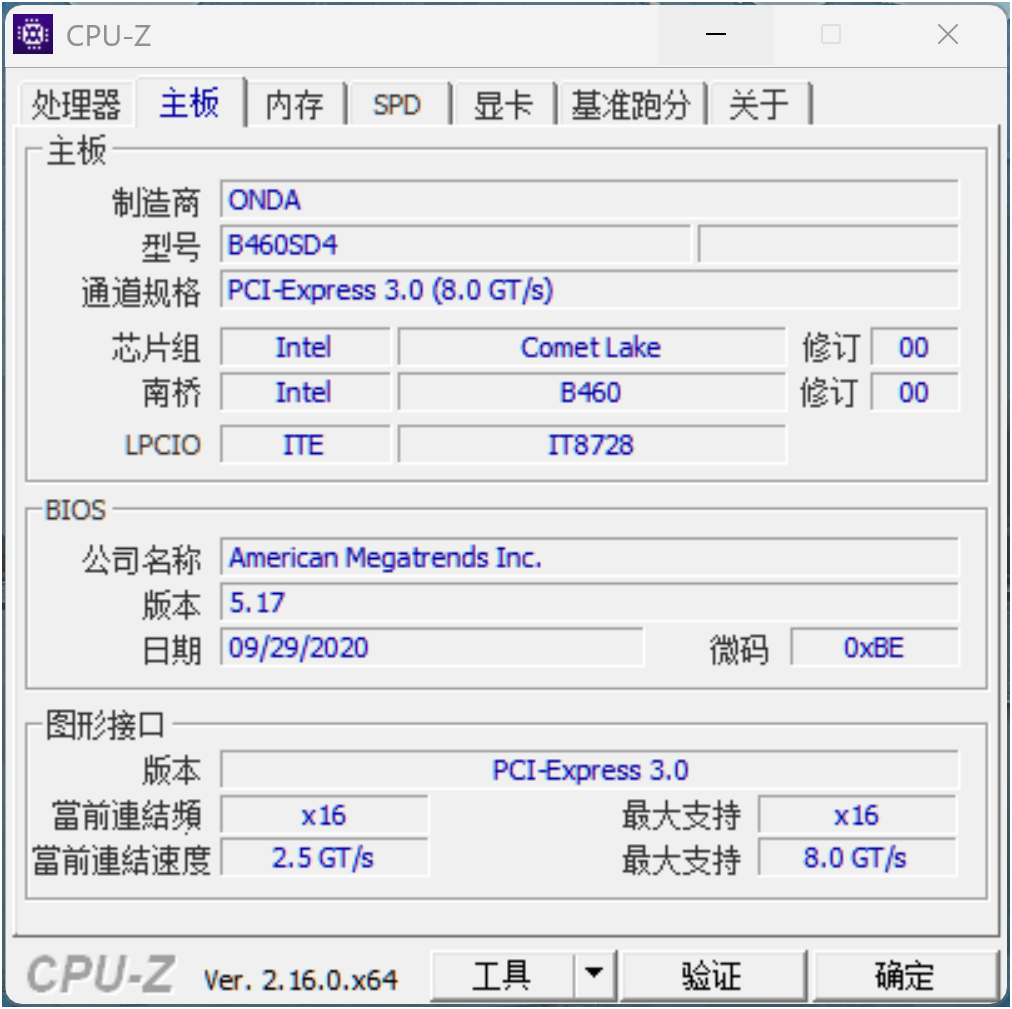 CPU-Z
处理器 主板 内存 SPD 显卡 基准跑分 关于
主板
制造商 ONDA
型号 B460SD4
通道规格 PCI-Express 3.0 (8.0 GT/s)
芯片组 Intel Comet Lake 修订 00
南桥 Intel B460 修订 00
LPCIO ITE IT8728
BIOS
公司名称 American Megatrends Inc.
版本 5.17
日期 09/29/2020 微码 0xBE
图形接口
版本 PCI-Express 3.0
當前連結頻 x16 最大支持 x16
當前連結速度 2.5 GT/s 最大支持 8.0 GT/s
CPU-Z Ver. 2.16.0.x64 工具 验证 确定